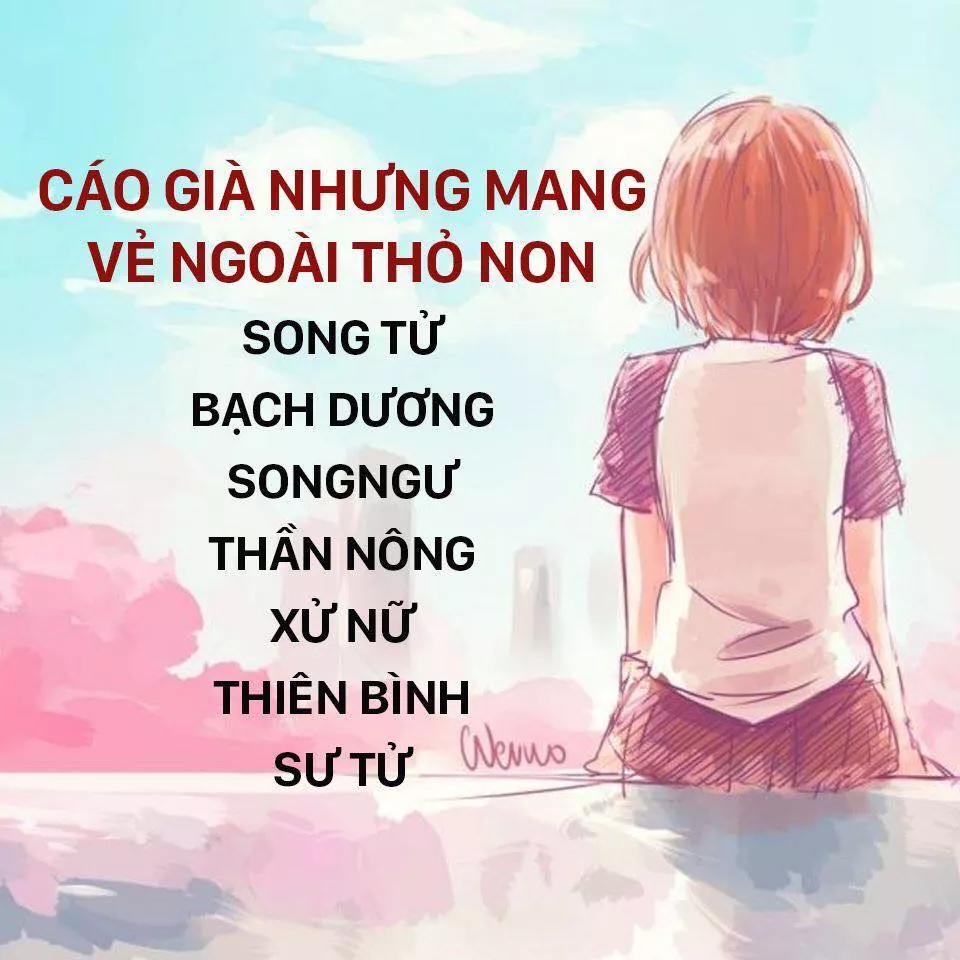 CÁO GIÀ NHƯNG MANG
VẺ NGOÀI THỎ NON
SONG TỬ
BẠCH DƯƠNG
SONGNGƯ
THẦN NÔNG
XỬ NỮ
THIÊN BÌNH
SƯ TỬ